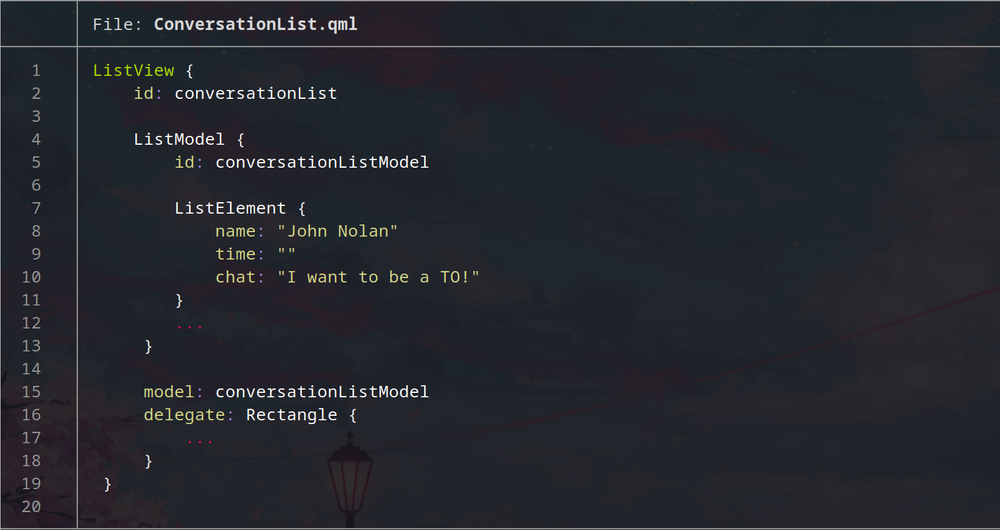 File: ConversationList.qml
1 ListView {
2     id: conversationList
3
4     ListModel {
5         id: conversationListModel
6
7         ListElement {
8             name: "John Nolan"
9             time: ""
10             chat: "I want to be a TO!"
11         }
12         ...
13      }
14
15      model: conversationListModel
16      delegate: Rectangle {
17          ...
18      }
19  }
20